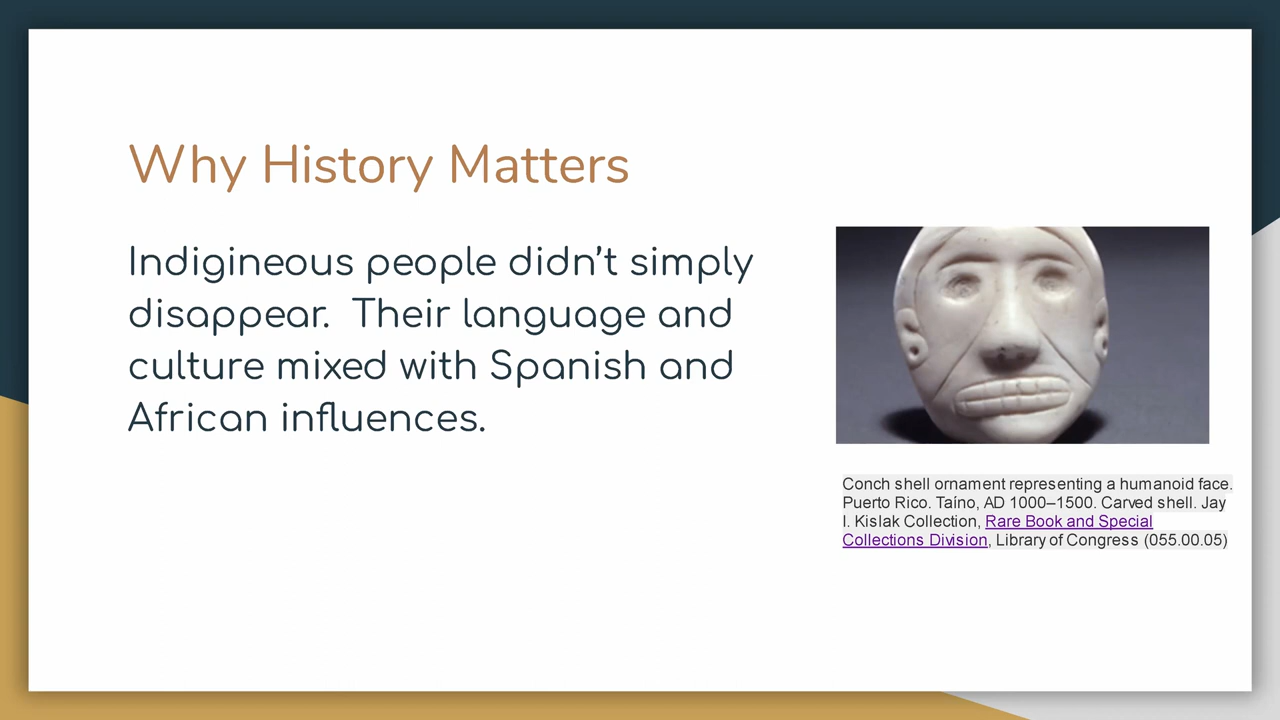 Why History Matters
Indigineous people didn’t simply
disappear.  Their language and
culture mixed with Spanish and
African influences.
Conch shell ornament representing a humanoid face.
Puerto Rico. Taíno, AD 1000–1500. Carved shell. Jay
I. Kislak Collection, Rare Book and Special
Collections Division, Library of Congress (055.00.05)